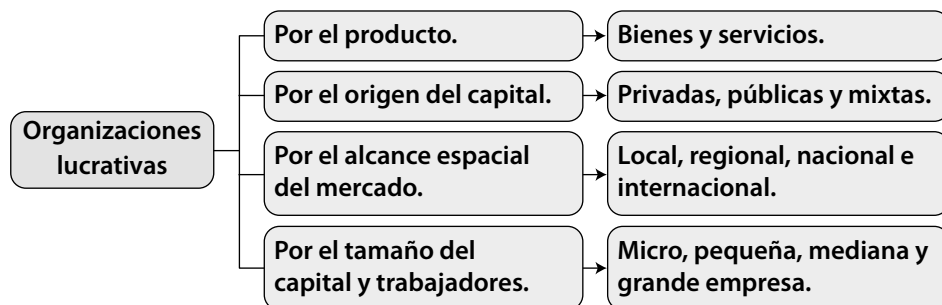 Organizaciones
lucrativas
Por el producto.
Bienes y servicios.
Por el origen del capital.
Privadas, públicas y mixtas.
Por el alcance espacial
del mercado.
Local, regional, nacional e
internacional.
Por el tamaño del
capital y trabajadores.
Micro, pequeña, mediana y
grande empresa.